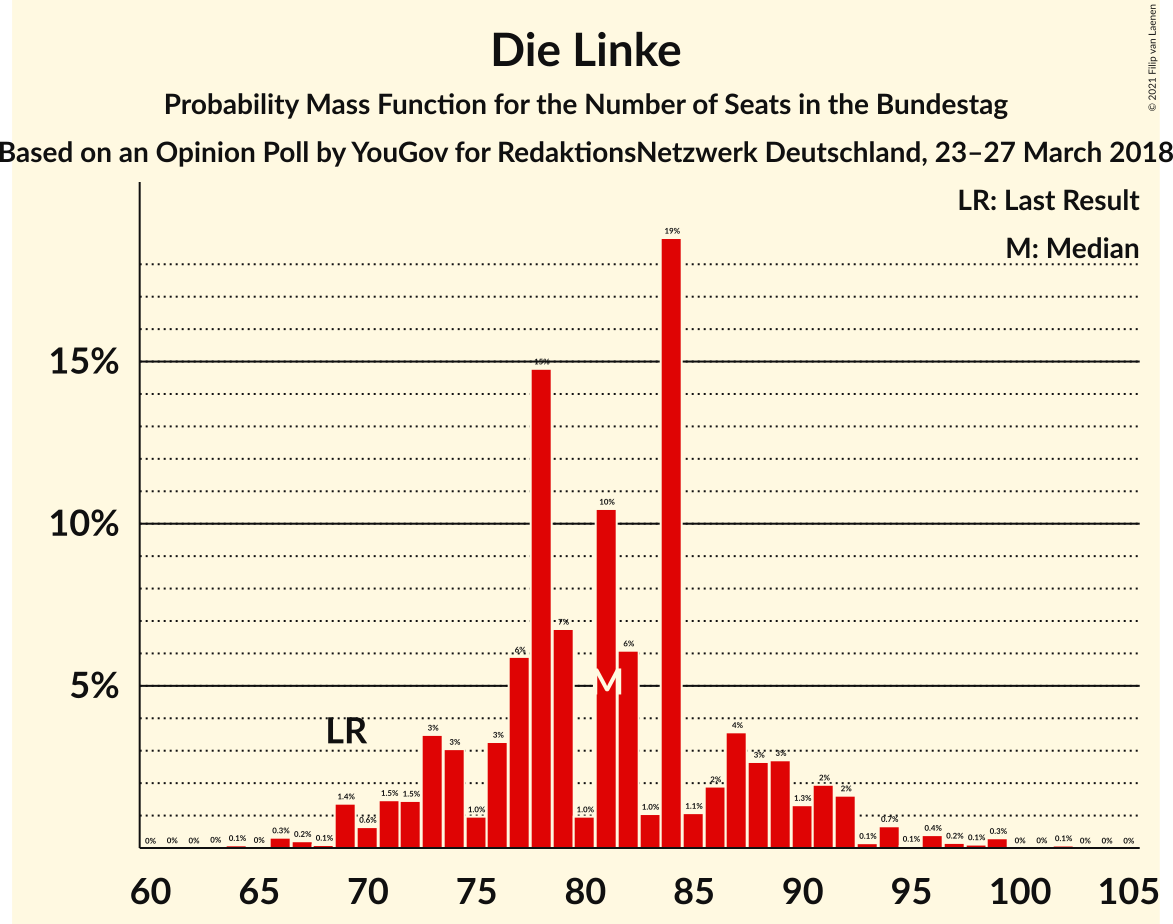 Die Linke
Probability Mass Function for the Number of Seats in the Bundestag
Based on an Opinion Poll by YouGov for RedaktionsNetzwerk Deutschland, 23–27 March 2018
© 2021 Filip van Laenen
LR: Last Result
M: Median
15%
10%
5%
LR
M
0% 0% 0% 0% 0.1% 0% 0.3% 0.2% 0.1% 1.4% 0.6% 1.5% 1.5% 3% 3% 1.0% 3% 6% 15% 7% 1.0% 10% 6% 1.0% 19% 1.1% 2% 4% 3% 3% 1.3% 2% 2% 0.1% 0.7% 0.1% 0.4% 0.2% 0.1% 0.3% 0% 0% 0.1% 0% 0% 0%
60 65 70 75 80 85 90 95 100 105